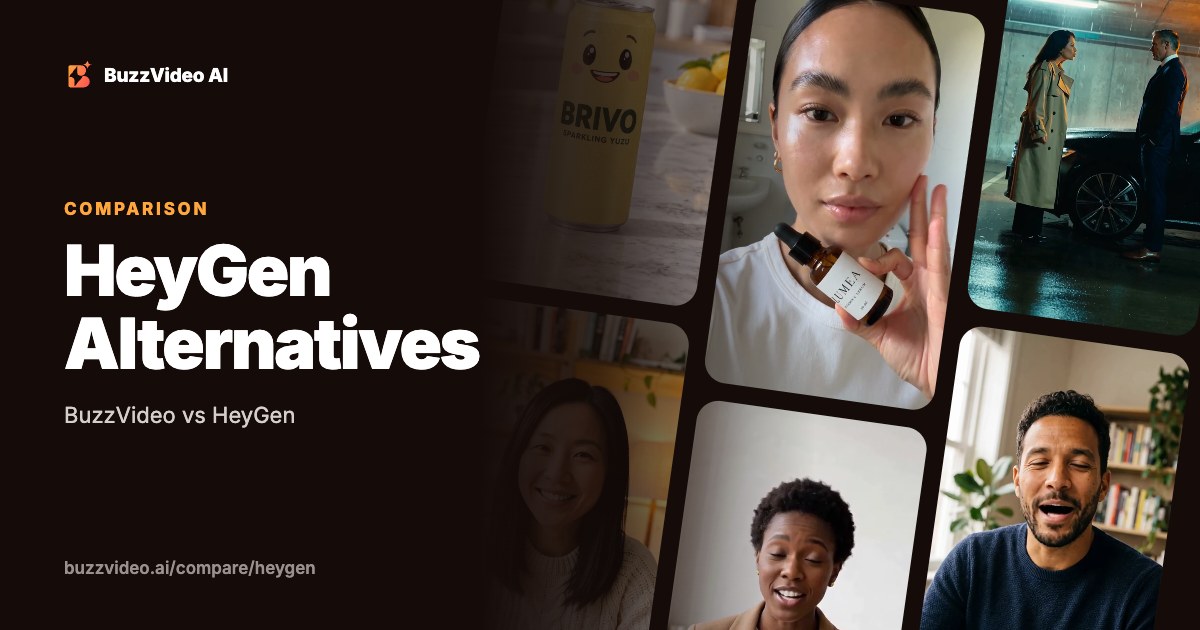 BuzzVideo AI
COMPARISON
HeyGen
Alternatives
BuzzVideo vs HeyGen
buzzvideo.ai/compare/heygen
BRIVO
SPARKLING YUZU